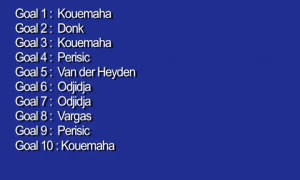 Goal 1 : Kouemaha
Goal 2 : Donk
Goal 3 : Kouemaha
Goal 4 : Perisic
Goal 5 : Van der Heyden
Goal 6 : Odjidja
Goal 7 : Odjidja
Goal 8 : Vargas
Goal 9 : Perisic
Goal 10 : Kouemaha